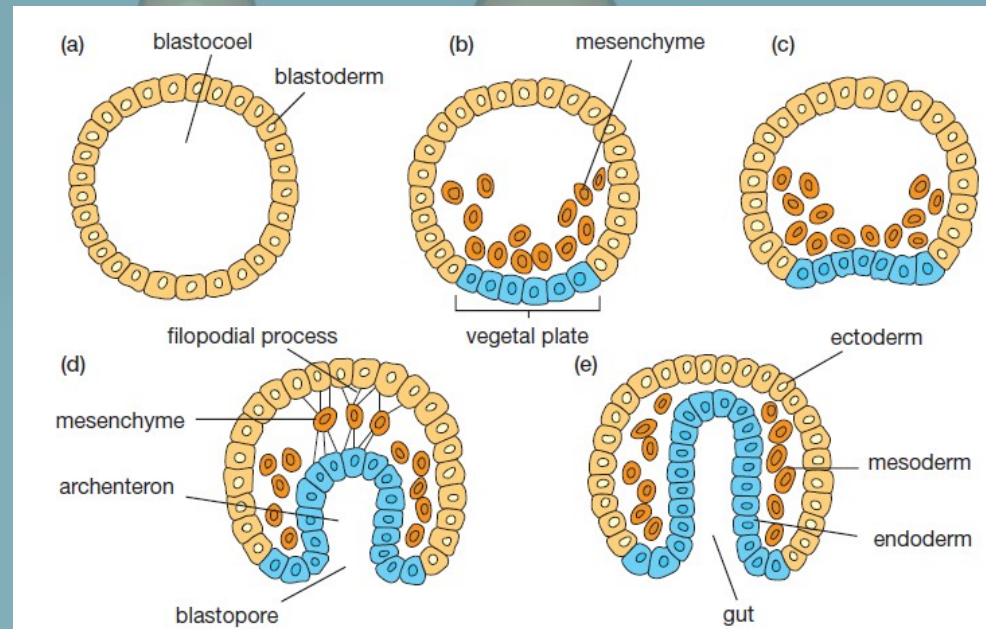 (a)
blastocoel
blastoderm
(b)
mesenchyme
(c)
vegetal plate
(d)
filopodial process
mesenchyme
archenteron
blastopore
(e)
ectoderm
mesoderm
endoderm
gut